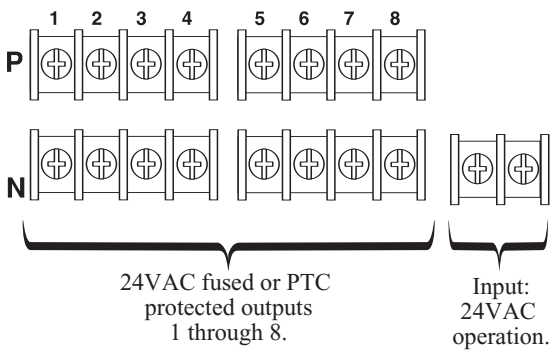 1 2 3 4 5 6 7 8
P
N
24VAC fused or PTC
protected outputs
1 through 8.
Input:
24VAC
operation.